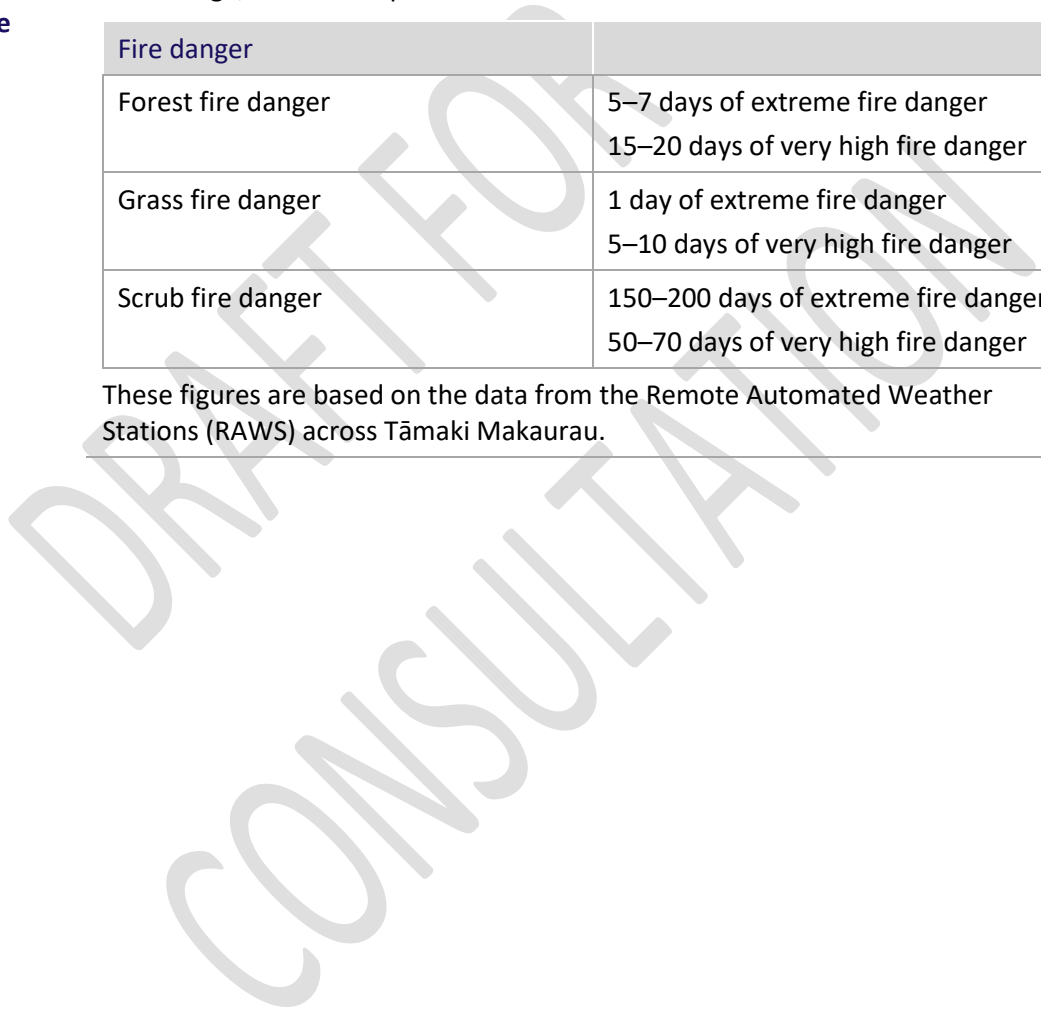 e
Fire danger
Forest fire danger
5–7 days of extreme fire danger
15–20 days of very high fire danger
Grass fire danger
1 day of extreme fire danger
5–10 days of very high fire danger
Scrub fire danger
150–200 days of extreme fire danger
50–70 days of very high fire danger
These figures are based on the data from the Remote Automated Weather
Stations (RAWS) across Tāmaki Makaurau.
DRAFT FOR
CONSULTATION